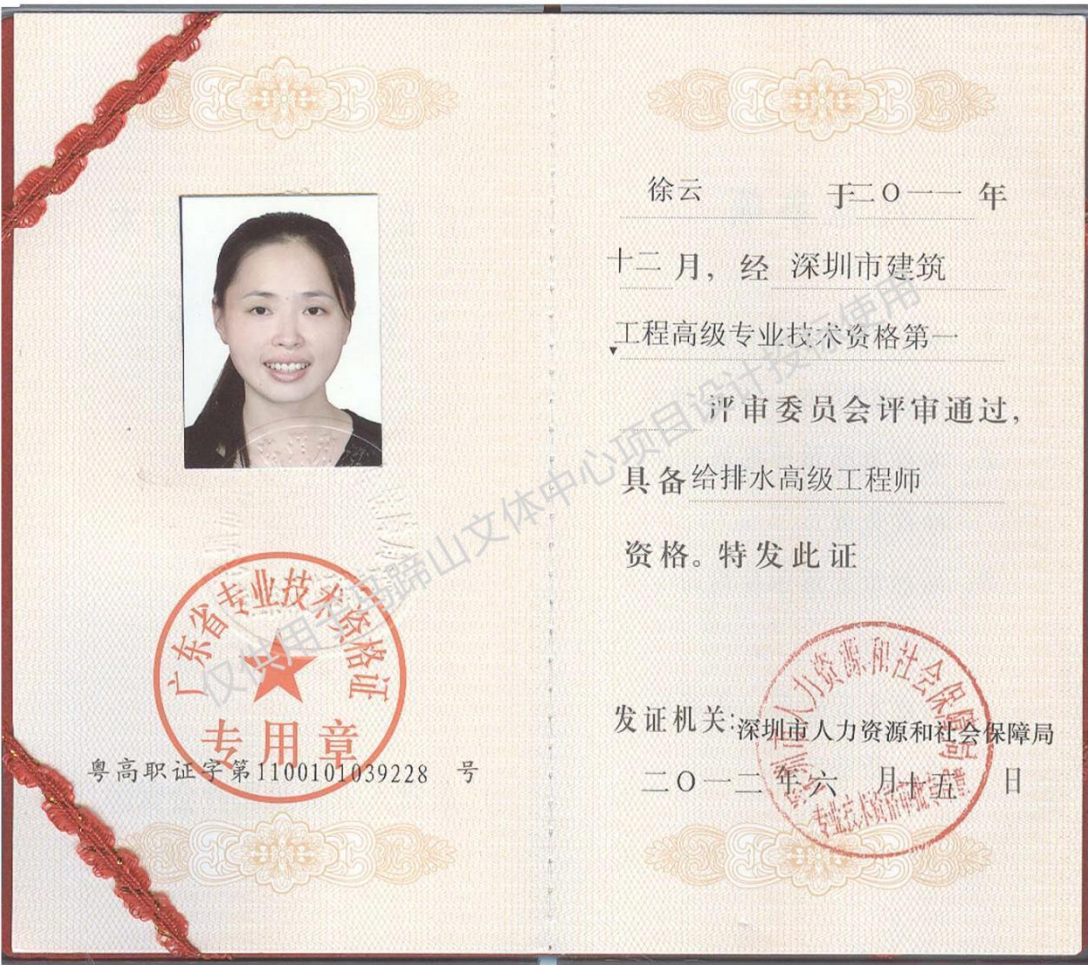 广东省专业技术资格证
专用章
粤高职证字第1100101039228 号
徐云 于二〇一一年
十二月，经 深圳市建筑
工程高级专业技术资格第一
评审委员会评审通过，
具备给排水高级工程师
资格。特发此证
深圳市人力资源和社会保障局
发证机关：深圳市人力资源和社会保障局
二〇一二年六 月十五 日
仅供用于马蹄山文体中心项目设计投标使用